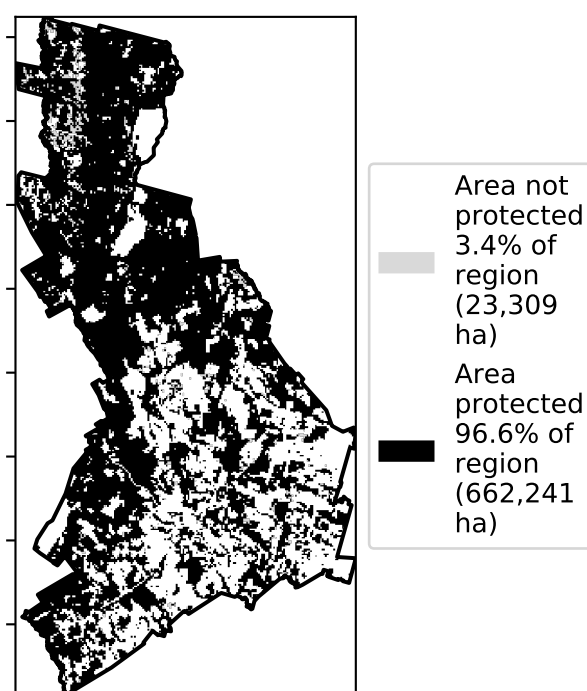 Area not
protected
3.4% of
region
(23,309
ha)
Area
protected
96.6% of
region
(662,241
ha)